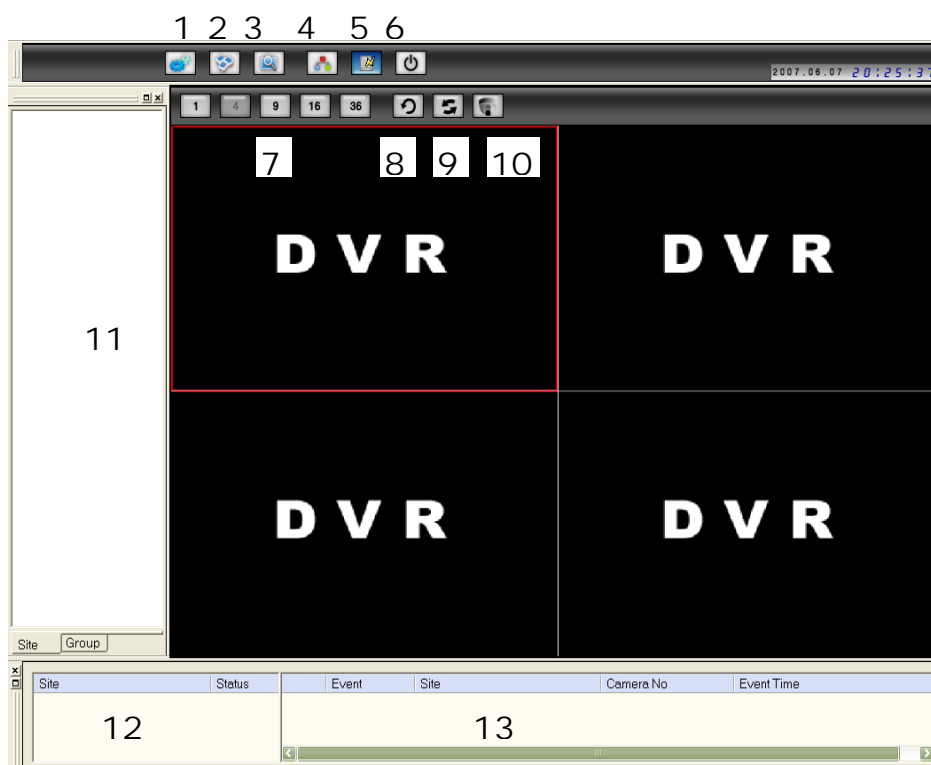 1 2 3 4 5 6
2007.06.07 20:25:37
1 4 9 16 36
7 8 9 10
D V R D V R
11
D V R D V R
Site Group
Site Status Event Site Camera No Event Time
12 13